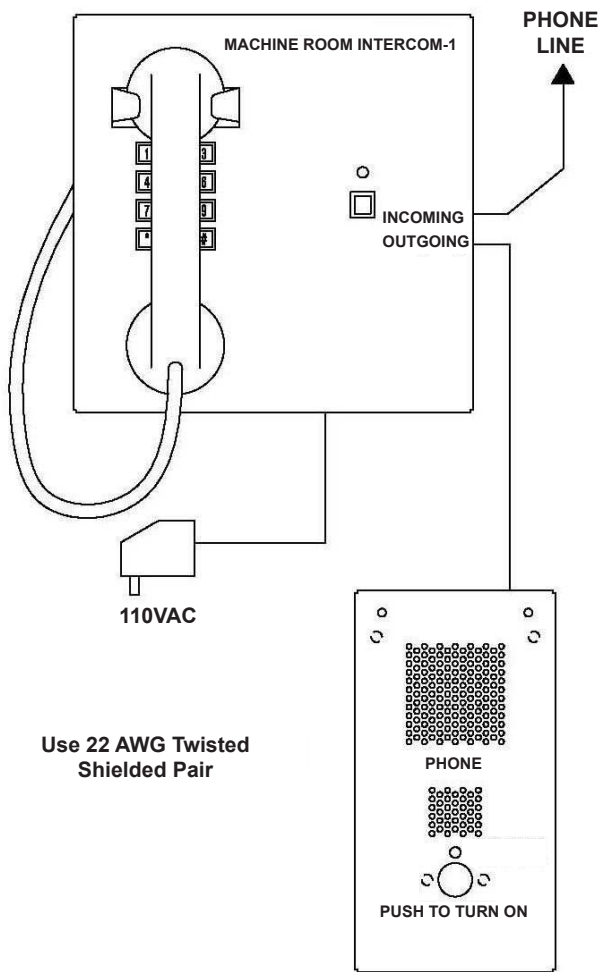 PHONE
LINE
MACHINE ROOM INTERCOM-1
1 3
4 6
7 9
* #
INCOMING
OUTGOING
110VAC
Use 22 AWG Twisted
Shielded Pair
PHONE
PUSH TO TURN ON